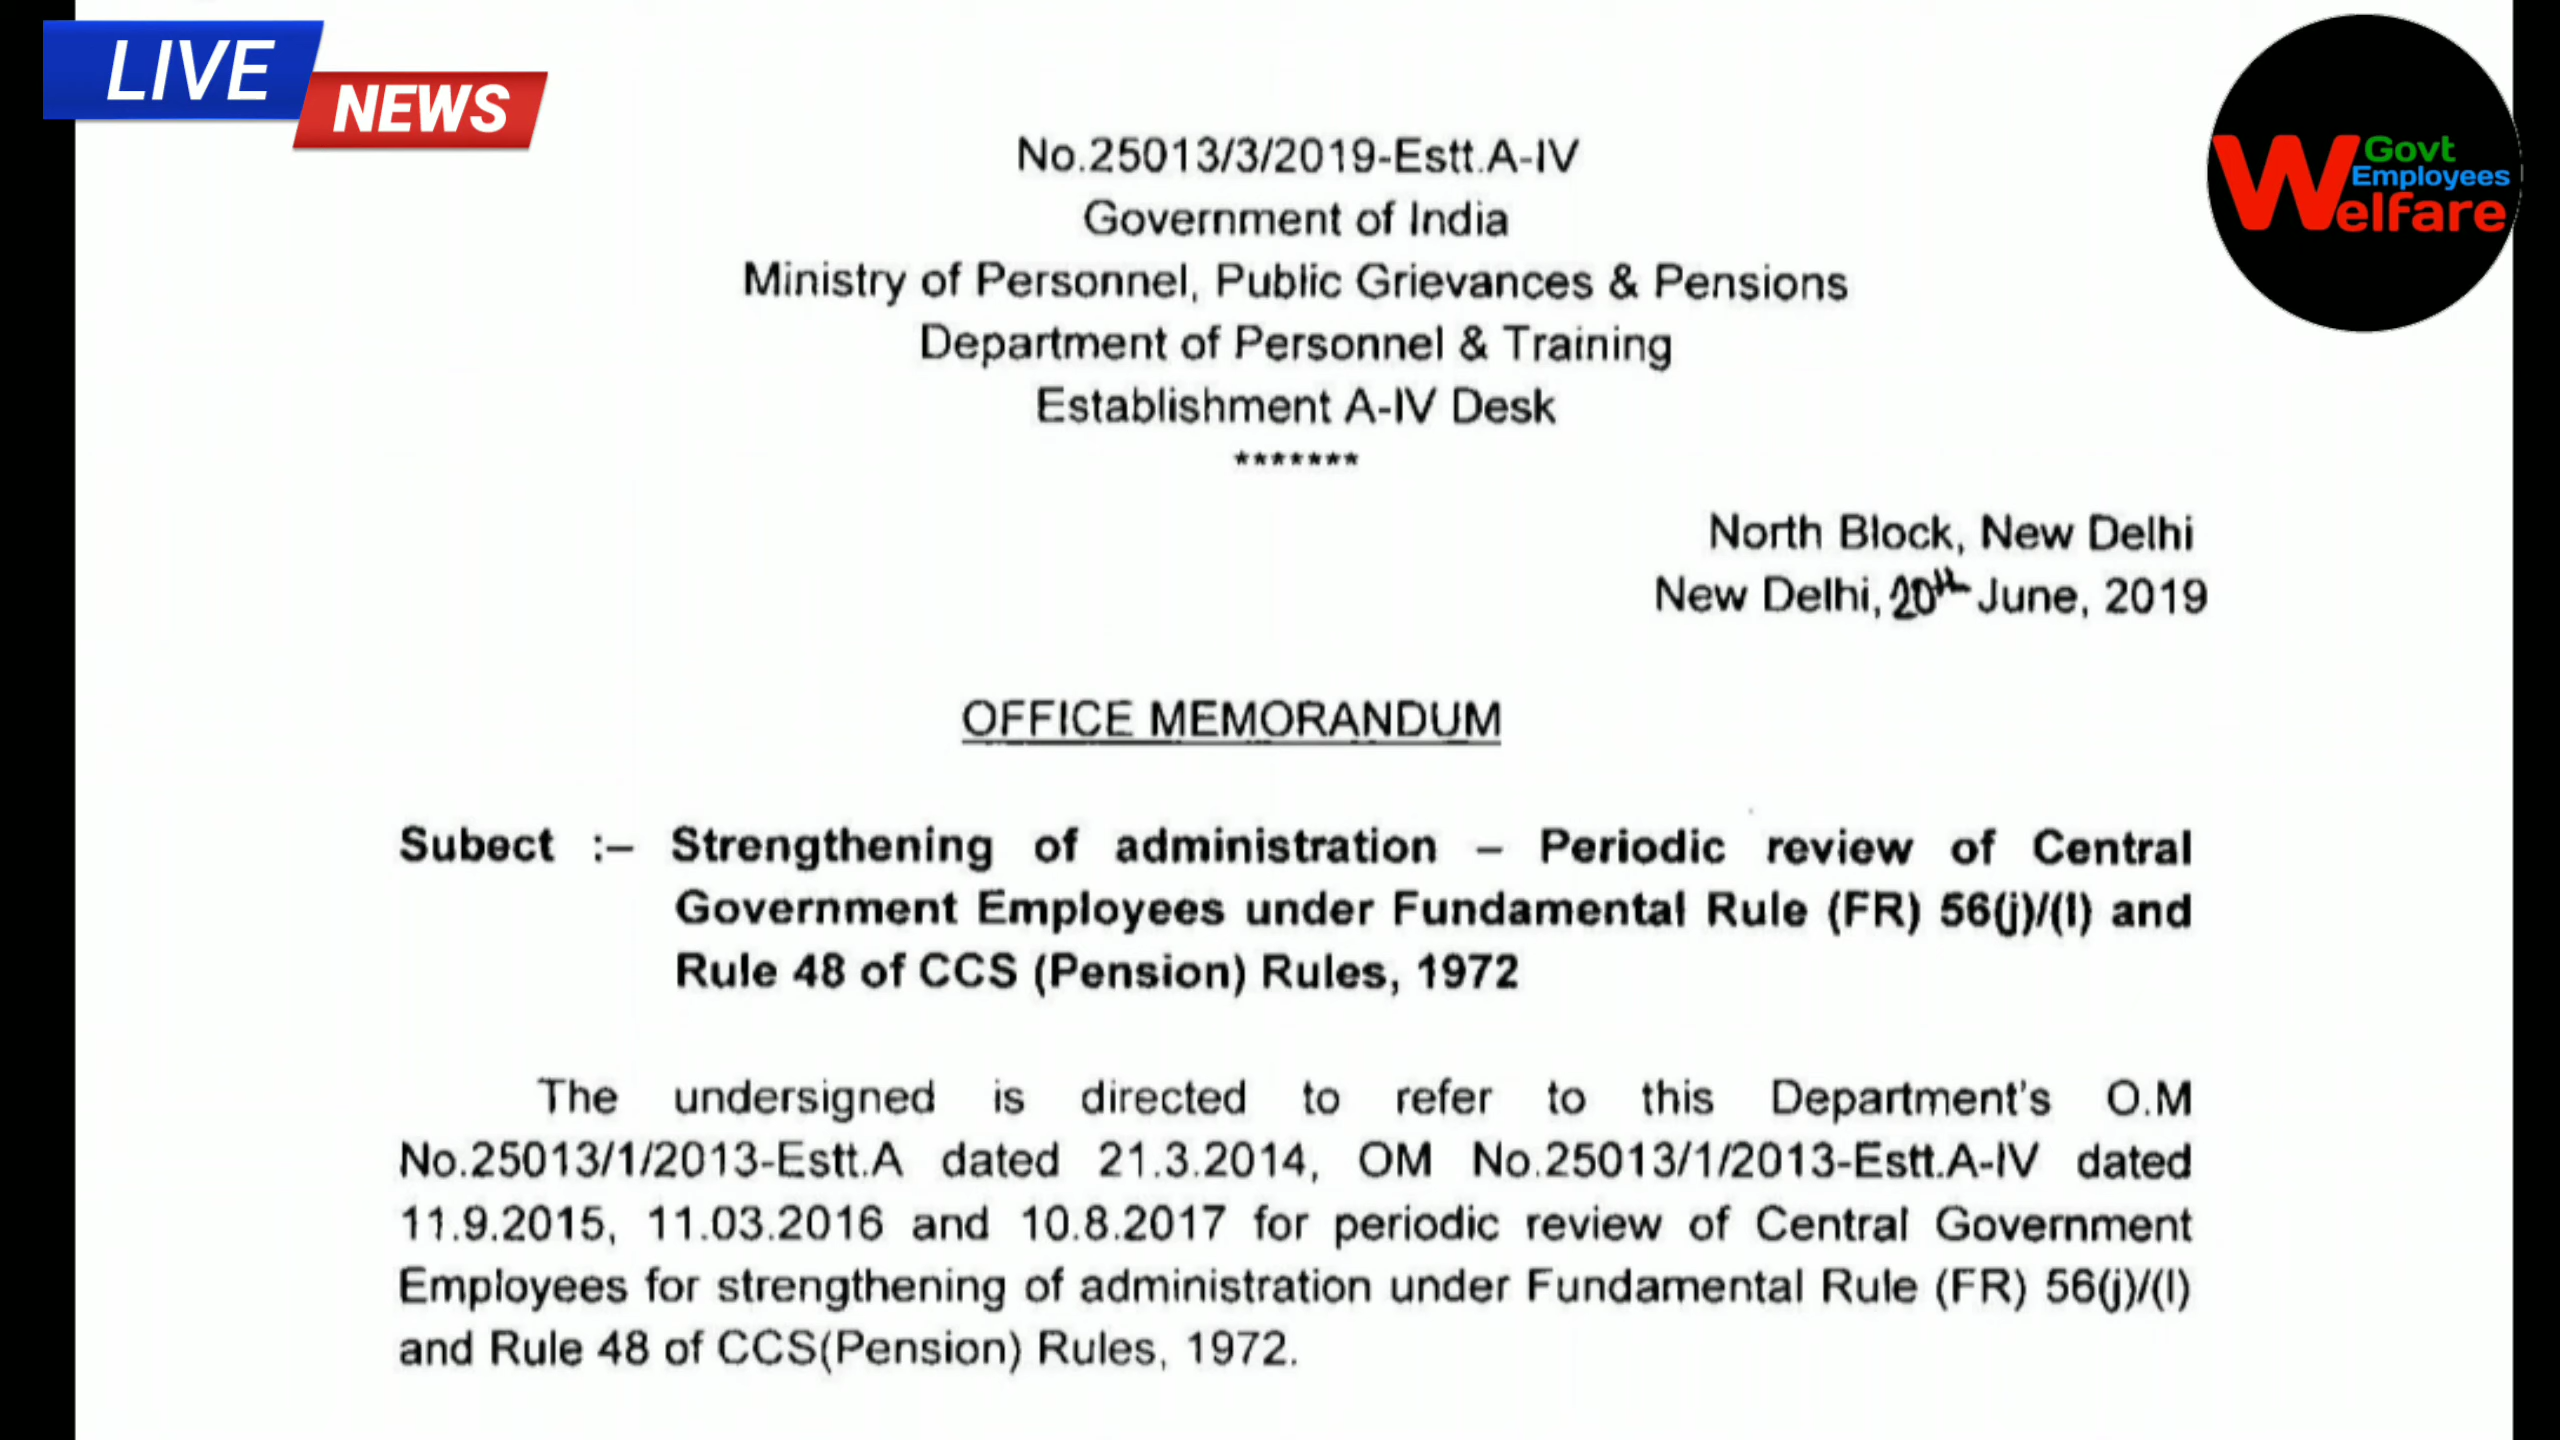 LIVE
NEWS
Govt
Employees
Welfare
No.25013/3/2019-Estt.A-IV
Government of India
Ministry of Personnel, Public Grievances & Pensions
Department of Personnel & Training
Establishment A-IV Desk
*******
North Block, New Delhi
New Delhi, 20th June, 2019
OFFICE MEMORANDUM
Subect :– Strengthening of administration – Periodic review of Central
Government Employees under Fundamental Rule (FR) 56(j)/(l) and
Rule 48 of CCS (Pension) Rules, 1972
The undersigned is directed to refer to this Department's O.M
No.25013/1/2013-Estt.A dated 21.3.2014, OM No.25013/1/2013-Estt.A-IV dated
11.9.2015, 11.03.2016 and 10.8.2017 for periodic review of Central Government
Employees for strengthening of administration under Fundamental Rule (FR) 56(j)/(l)
and Rule 48 of CCS(Pension) Rules, 1972.